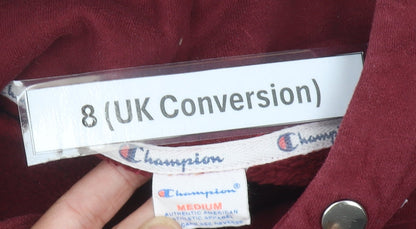 8 (UK Conversion)
Champion
Champion
Champion
MEDIUM
AUTHENTIC AMERICAN
ATHLETIC APPAREL